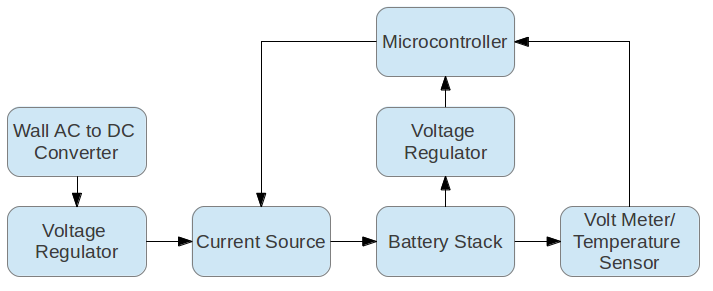 Microcontroller
Wall AC to DC
Converter
Voltage
Regulator
Voltage
Regulator
Current Source
Battery Stack
Volt Meter/
Temperature
Sensor